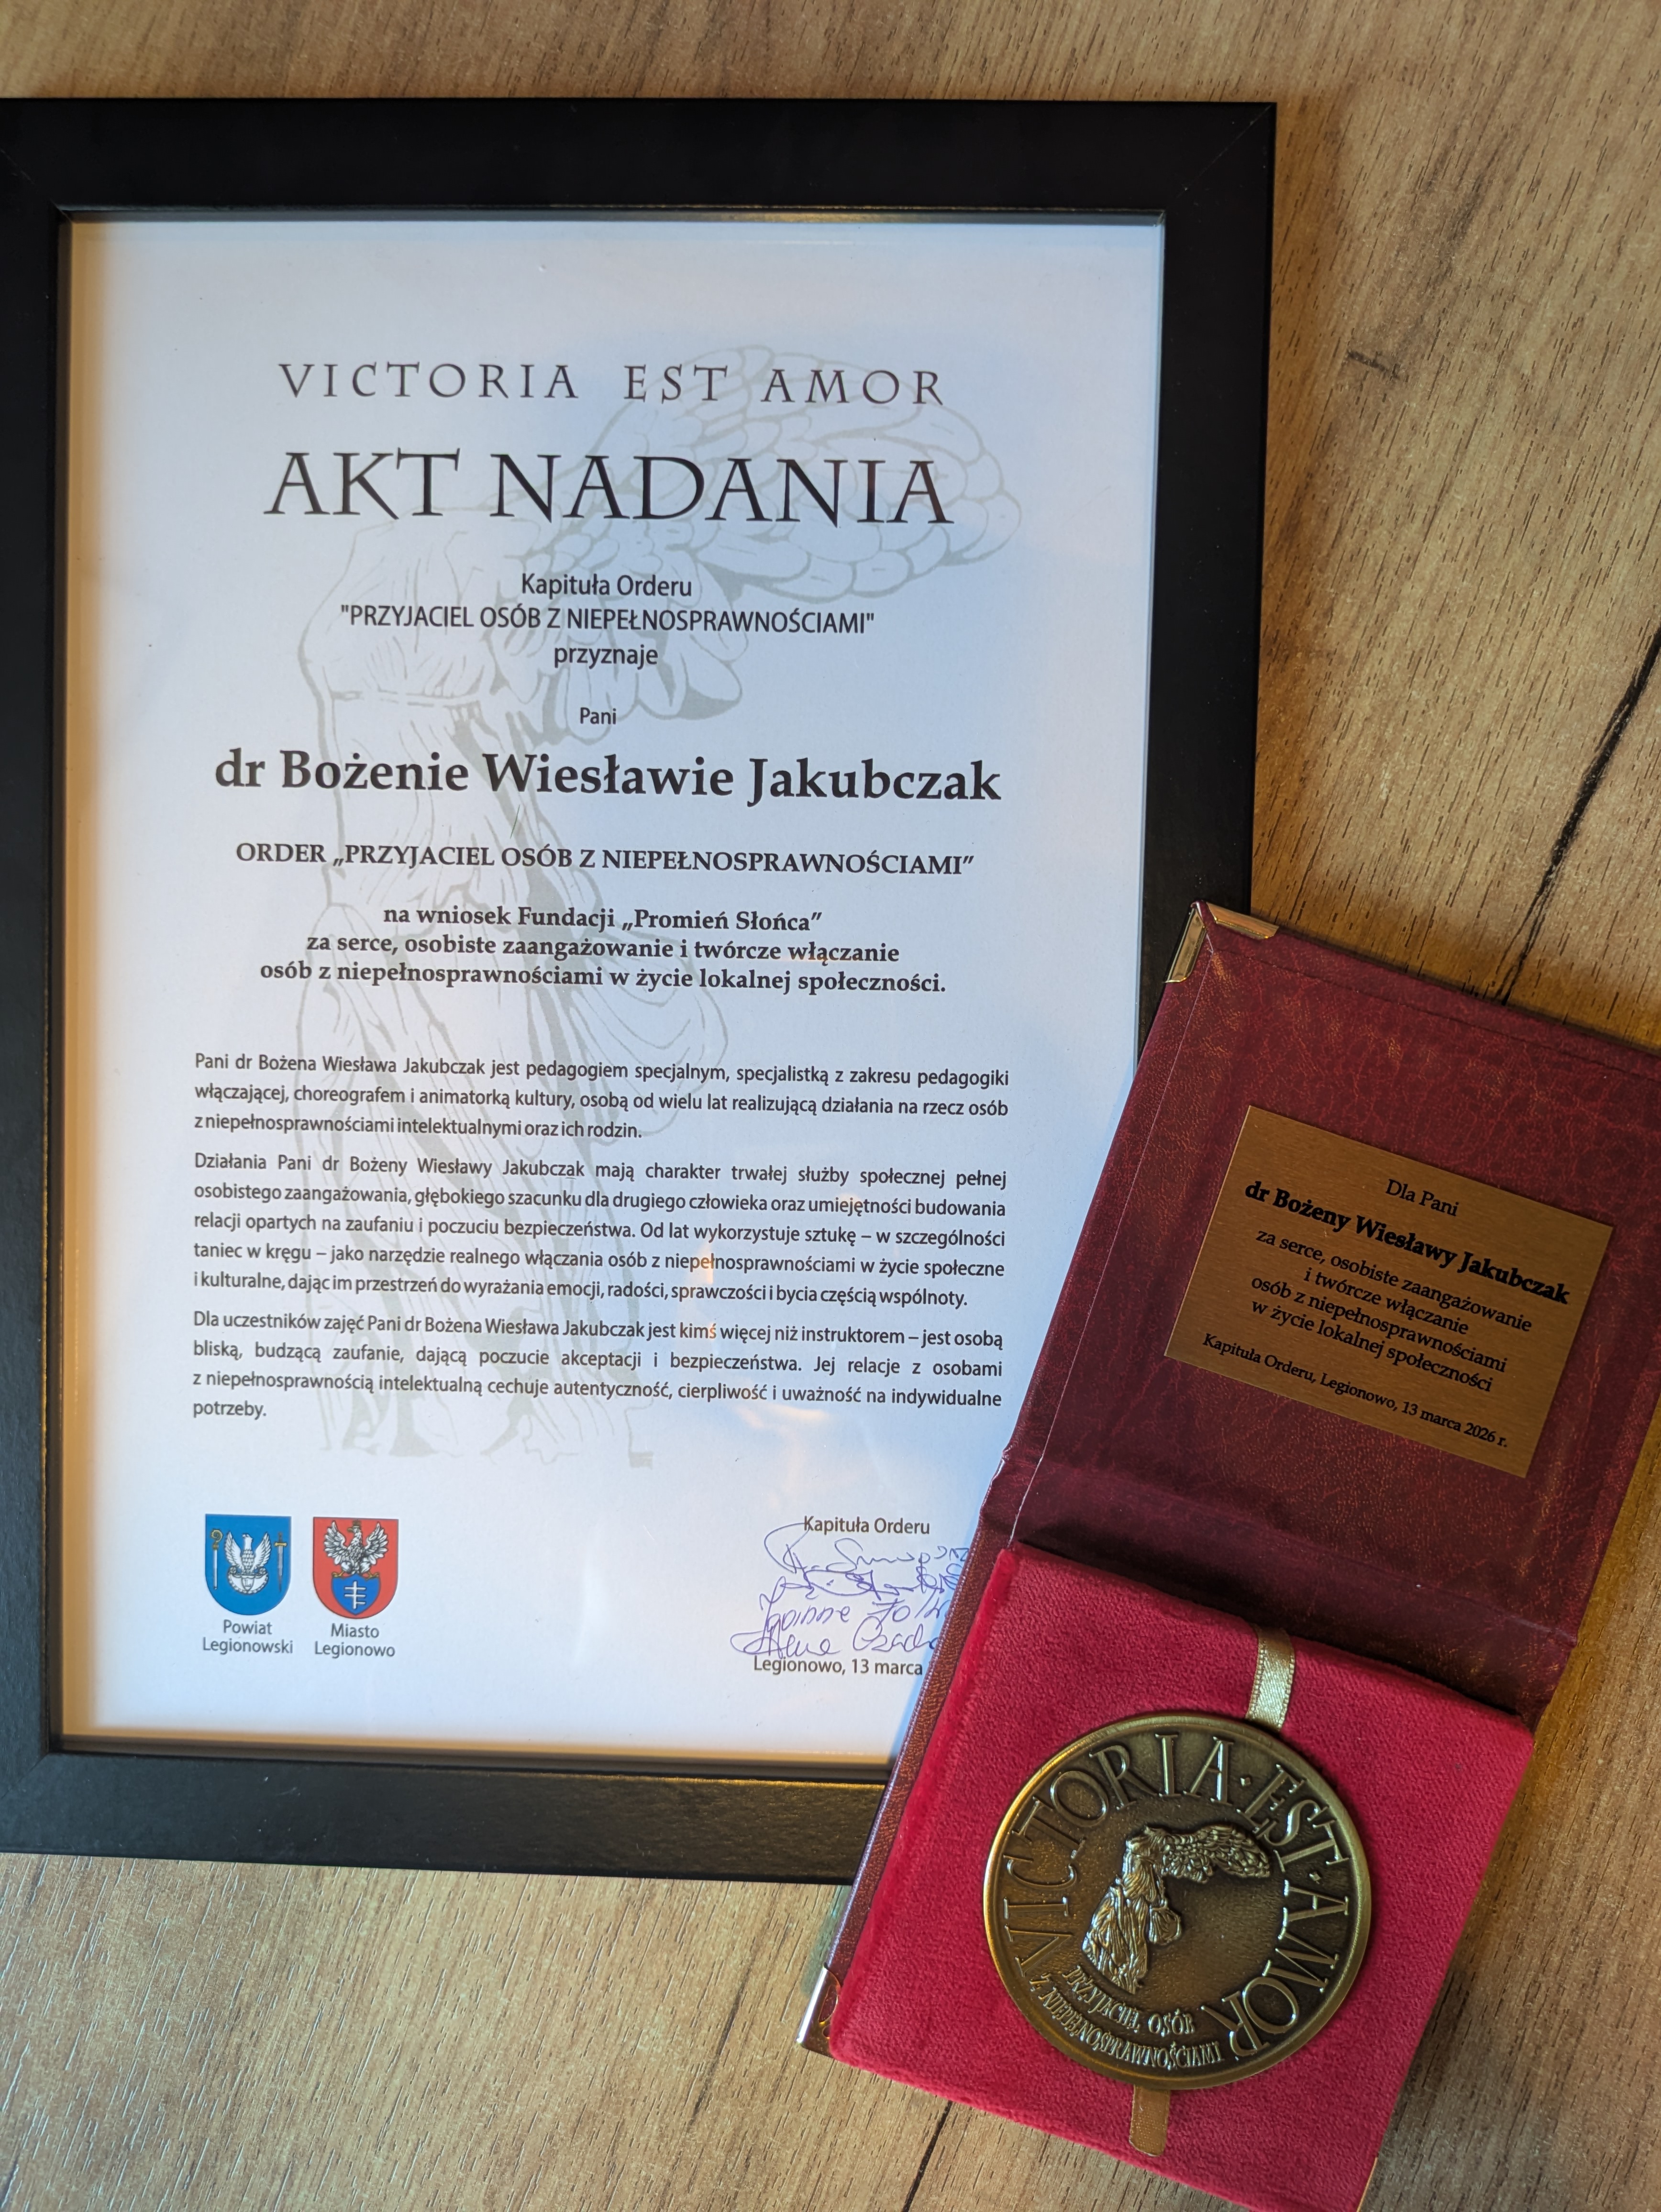 VICTORIA EST AMOR
AKT NADANIA
Kapituła Orderu
"PRZYJACIEL OSÓB Z NIEPEŁNOSPRAWNOŚCIAMI"
przyznaje
Pani
dr Bożenie Wiesławie Jakubczak
ORDER „PRZYJACIEL OSÓB Z NIEPEŁNOSPRAWNOŚCIAMI”
na wniosek Fundacji „Promień Słońca”
za serce, osobiste zaangażowanie i twórcze włączanie
osób z niepełnosprawnościami w życie lokalnej społeczności.
Pani dr Bożena Wiesława Jakubczak jest pedagogiem specjalnym, specjalistką z zakresu pedagogiki
włączającej, choreografem i animatorką kultury, osobą od wielu lat realizującą działania na rzecz osób
z niepełnosprawnościami intelektualnymi oraz ich rodzin.
Działania Pani dr Bożeny Wiesławy Jakubczak mają charakter trwałej służby społecznej pełnej
osobistego zaangażowania, głębokiego szacunku dla drugiego człowieka oraz umiejętności budowania
relacji opartych na zaufaniu i poczuciu bezpieczeństwa. Od lat wykorzystuje sztukę – w szczególności
taniec w kręgu – jako narzędzie realnego włączania osób z niepełnosprawnościami w życie społeczne
i kulturalne, dając im przestrzeń do wyrażania emocji, radości, sprawczości i bycia częścią wspólnoty.
Dla uczestników zajęć Pani dr Bożena Wiesława Jakubczak jest kimś więcej niż instruktorem – jest osobą
bliską, budzącą zaufanie, dającą poczucie akceptacji i bezpieczeństwa. Jej relacje z osobami
z niepełnosprawnością intelektualną cechuje autentyczność, cierpliwość i uważność na indywidualne
potrzeby.
Powiat
Legionowski
Miasto
Legionowo
Kapituła Orderu
Legionowo, 13 marca
Dla Pani
dr Bożeny Wiesławy Jakubczak
za serce, osobiste zaangażowanie
i twórcze włączanie
osób z niepełnosprawnościami
w życie lokalnej społeczności
Kapituła Orderu, Legionowo, 13 marca 2026 r.
VICTORIA · EST · AMOR
PRZYJACIEL OSÓB
Z NIEPEŁNOSPRAWNOŚCIAMI